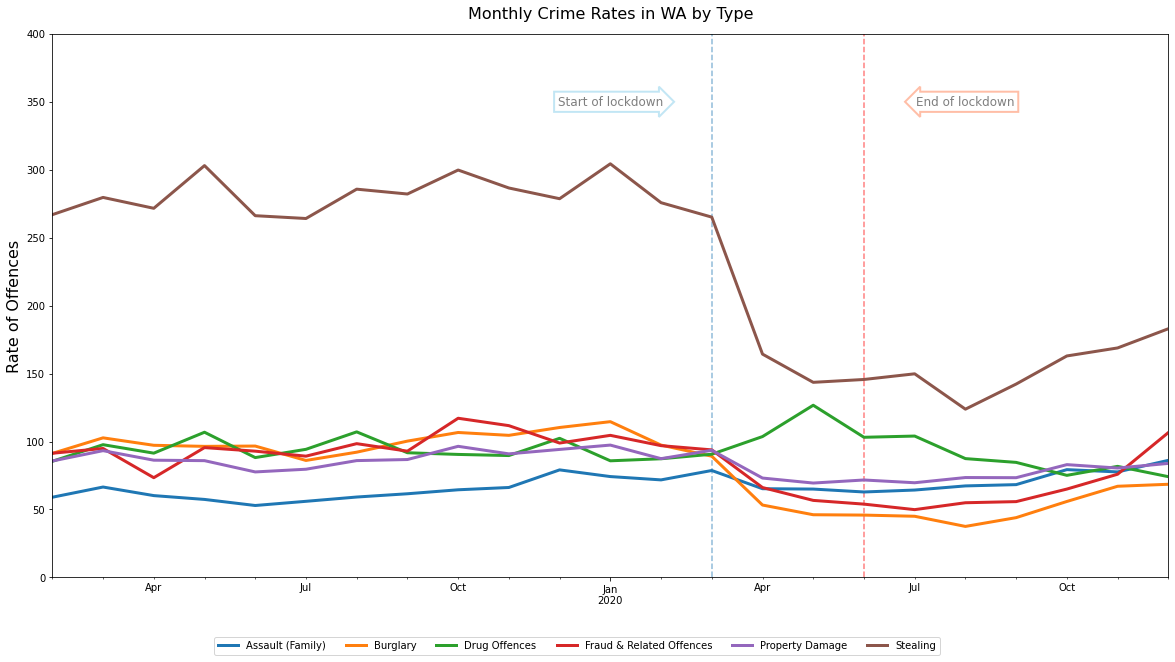 Monthly Crime Rates in WA by Type
Rate of Offences
400
350
300
250
200
150
100
50
0
Start of lockdown
End of lockdown
Apr
Jul
Oct
Jan
2020
Apr
Jul
Oct
Assault (Family)
Burglary
Drug Offences
Fraud & Related Offences
Property Damage
Stealing